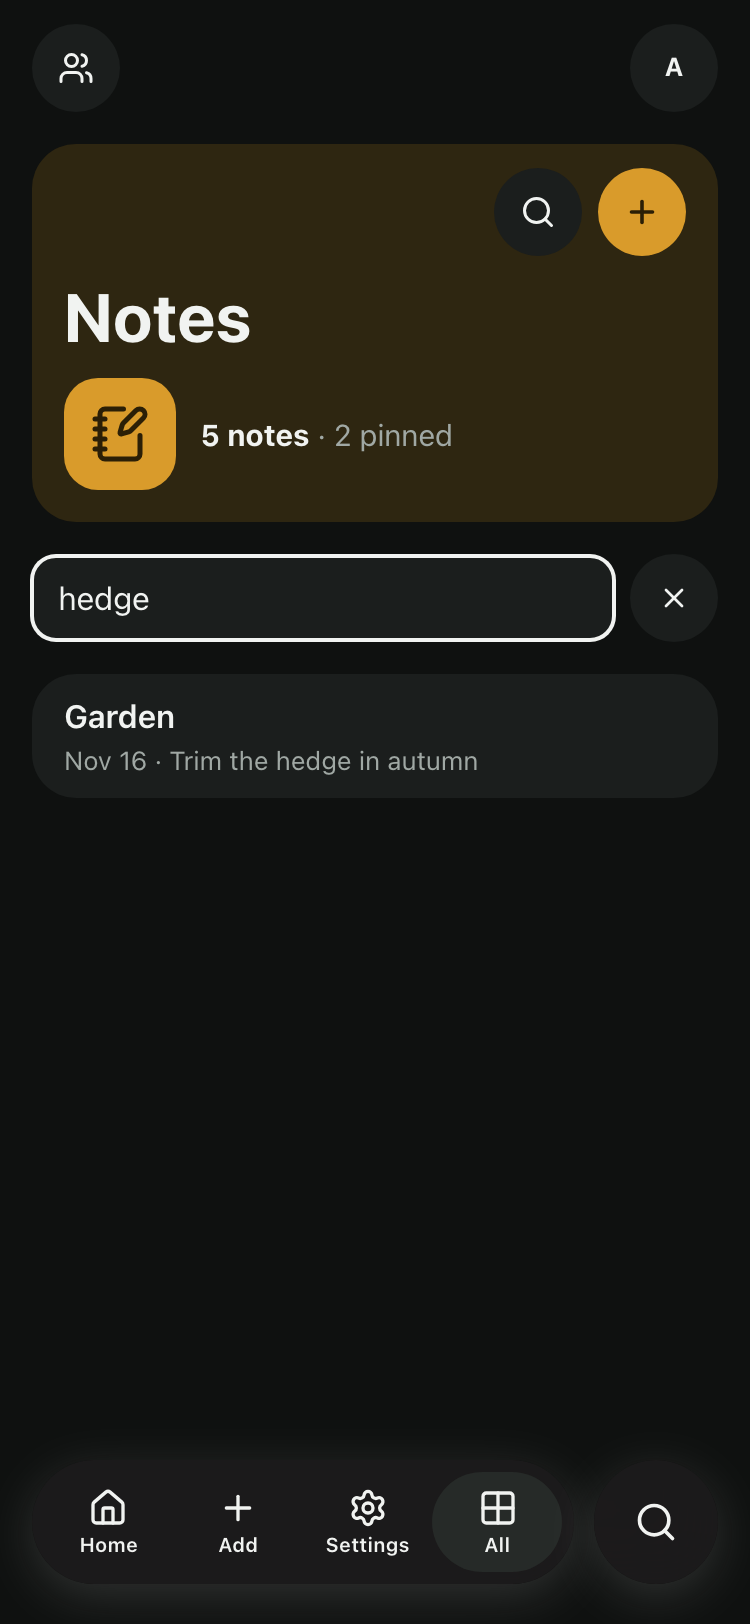 A
Notes
5 notes · 2 pinned
hedge
Garden
Nov 16 · Trim the hedge in autumn
Home
Add
Settings
All